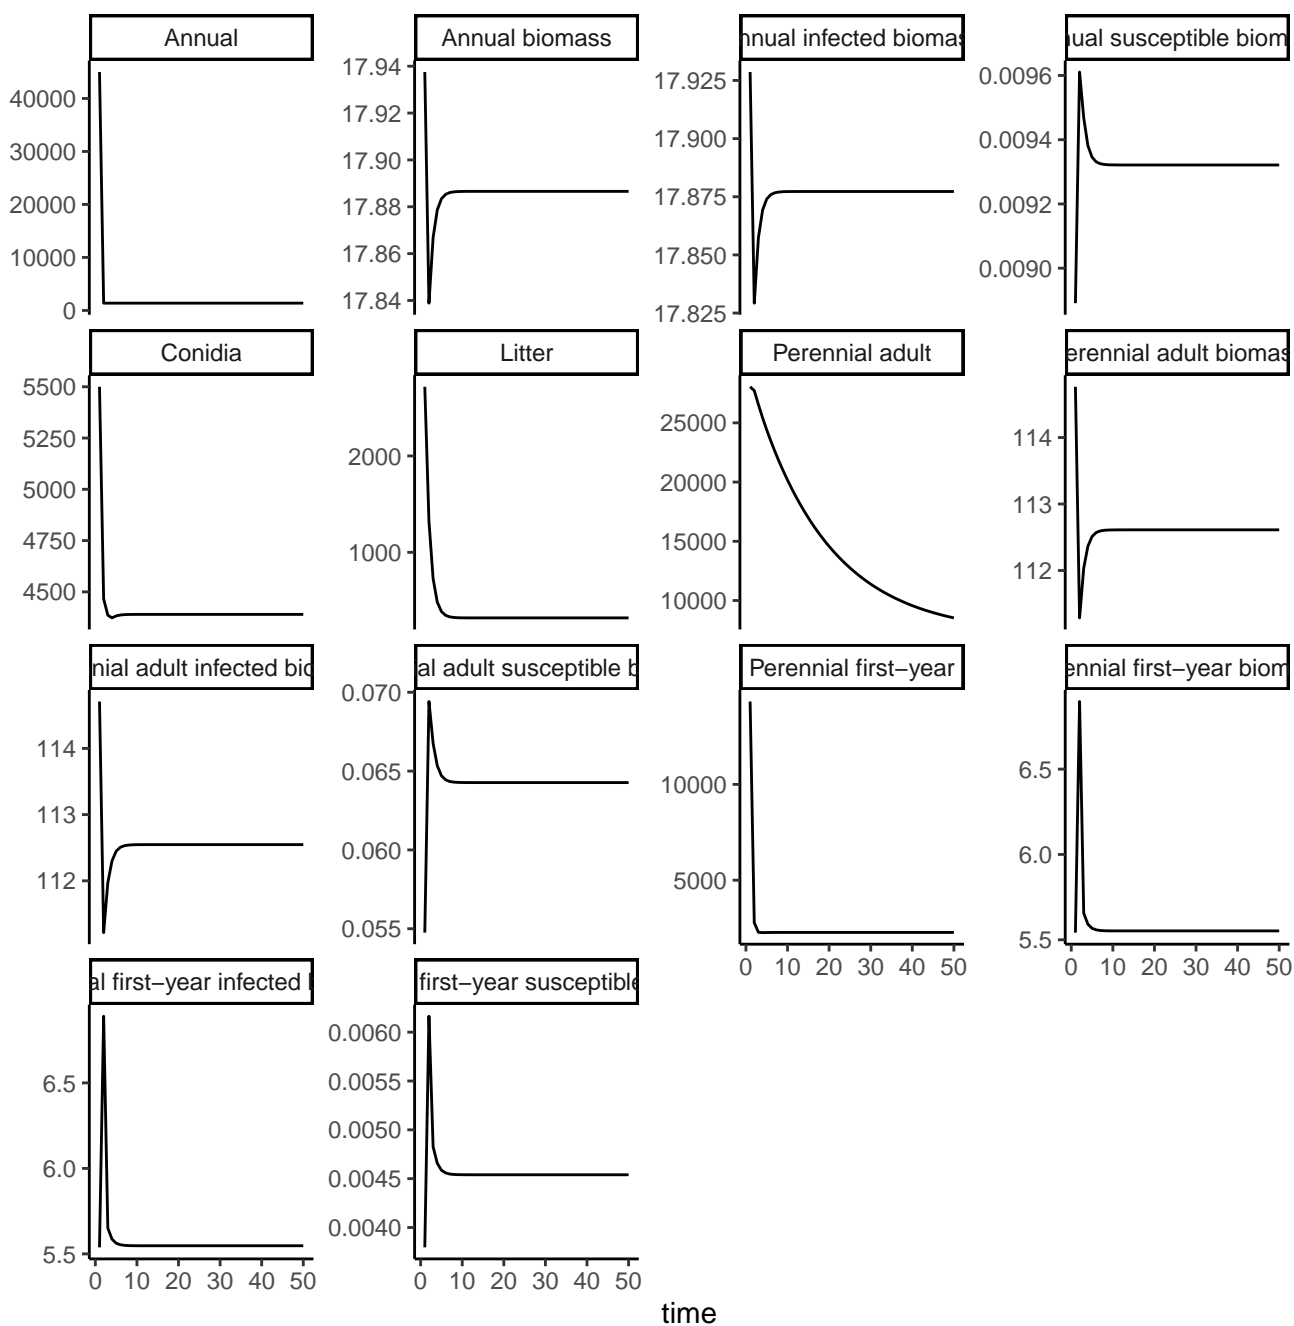 Annual
Annual biomass
nnual infected biomas
ual susceptible biom
40000
30000
20000
10000
0
17.94
17.92
17.90
17.88
17.86
17.84
17.925
17.900
17.875
17.850
17.825
0.0096
0.0094
0.0092
0.0090
Conidia
Litter
Perennial adult
erennial adult biomas
5500
5250
5000
4750
4500
2000
1000
25000
20000
15000
10000
114
113
112
nial adult infected bio
al adult susceptible b
Perennial first−year
ennial first−year biom
114
113
112
0.070
0.065
0.060
0.055
10000
5000
0 10 20 30 40 50
6.5
6.0
5.5
0 10 20 30 40 50
al first−year infected
first−year susceptible
6.5
6.0
5.5
0 10 20 30 40 50
0.0060
0.0055
0.0050
0.0045
0.0040
0 10 20 30 40 50
time